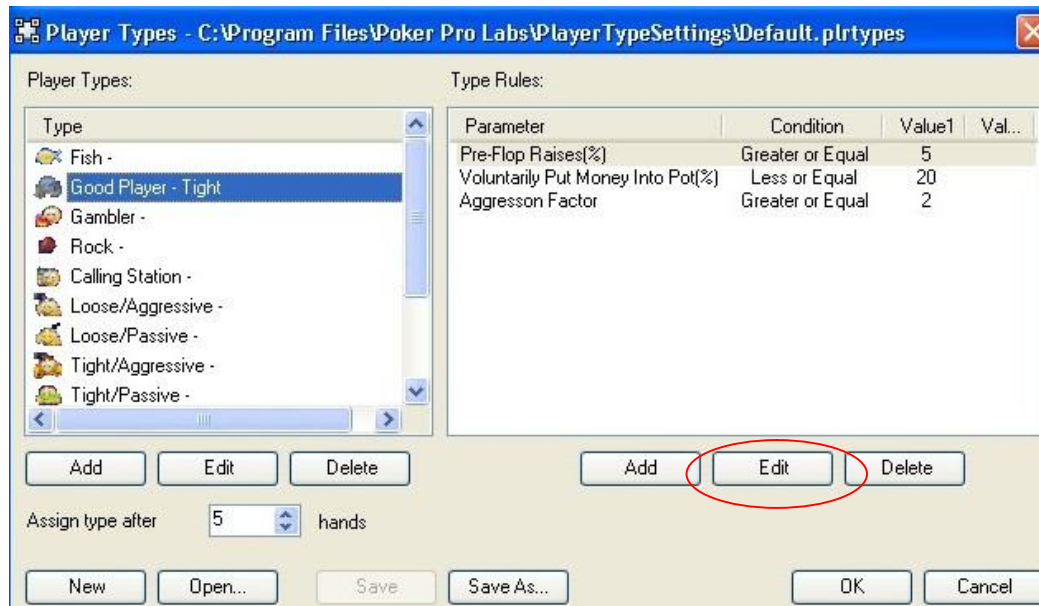 Player Types - C:\Program Files\Poker Pro Labs\PlayerTypeSettings\Default.plrtypes
Player Types:
Type Rules:
Type
Fish -
Good Player - Tight
Gambler -
Rock -
Calling Station -
Loose/Aggressive -
Loose/Passive -
Tight/Aggressive -
Tight/Passive -
Parameter Condition Value1 Val...
Pre-Flop Raises(%) Greater or Equal 5
Voluntarily Put Money Into Pot(%) Less or Equal 20
Aggresson Factor Greater or Equal 2
Add Edit Delete
Add Edit Delete
Assign type after 5 hands
New Open... Save Save As... OK Cancel